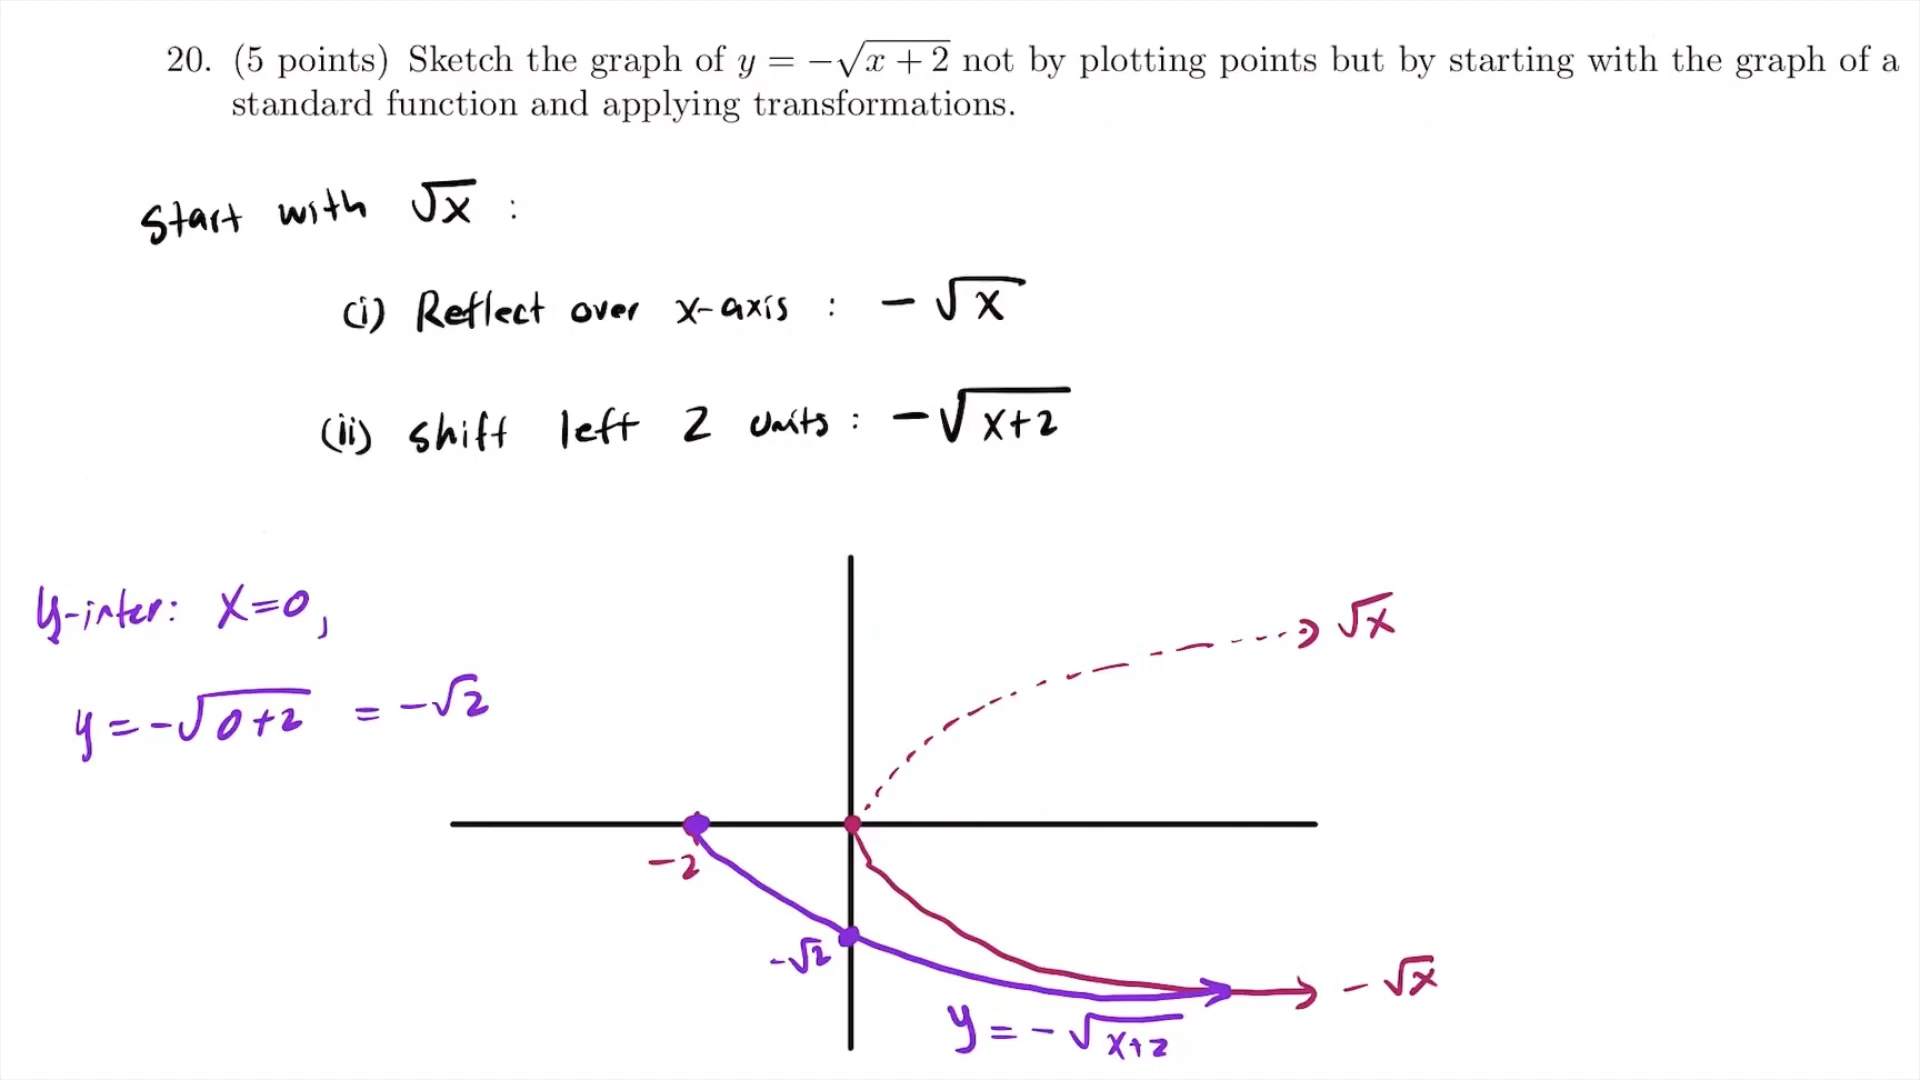 20. (5 points) Sketch the graph of y = −√(x + 2) not by plotting points but by starting with the graph of a
standard function and applying transformations.
Start with √x :
(i) Reflect over x-axis : −√x
(ii) shift left 2 units : −√(x+2)
y-inter: x=0,
y = −√(0+2) = −√2
√x
−2
−√2
−√x
y = −√(x+2)